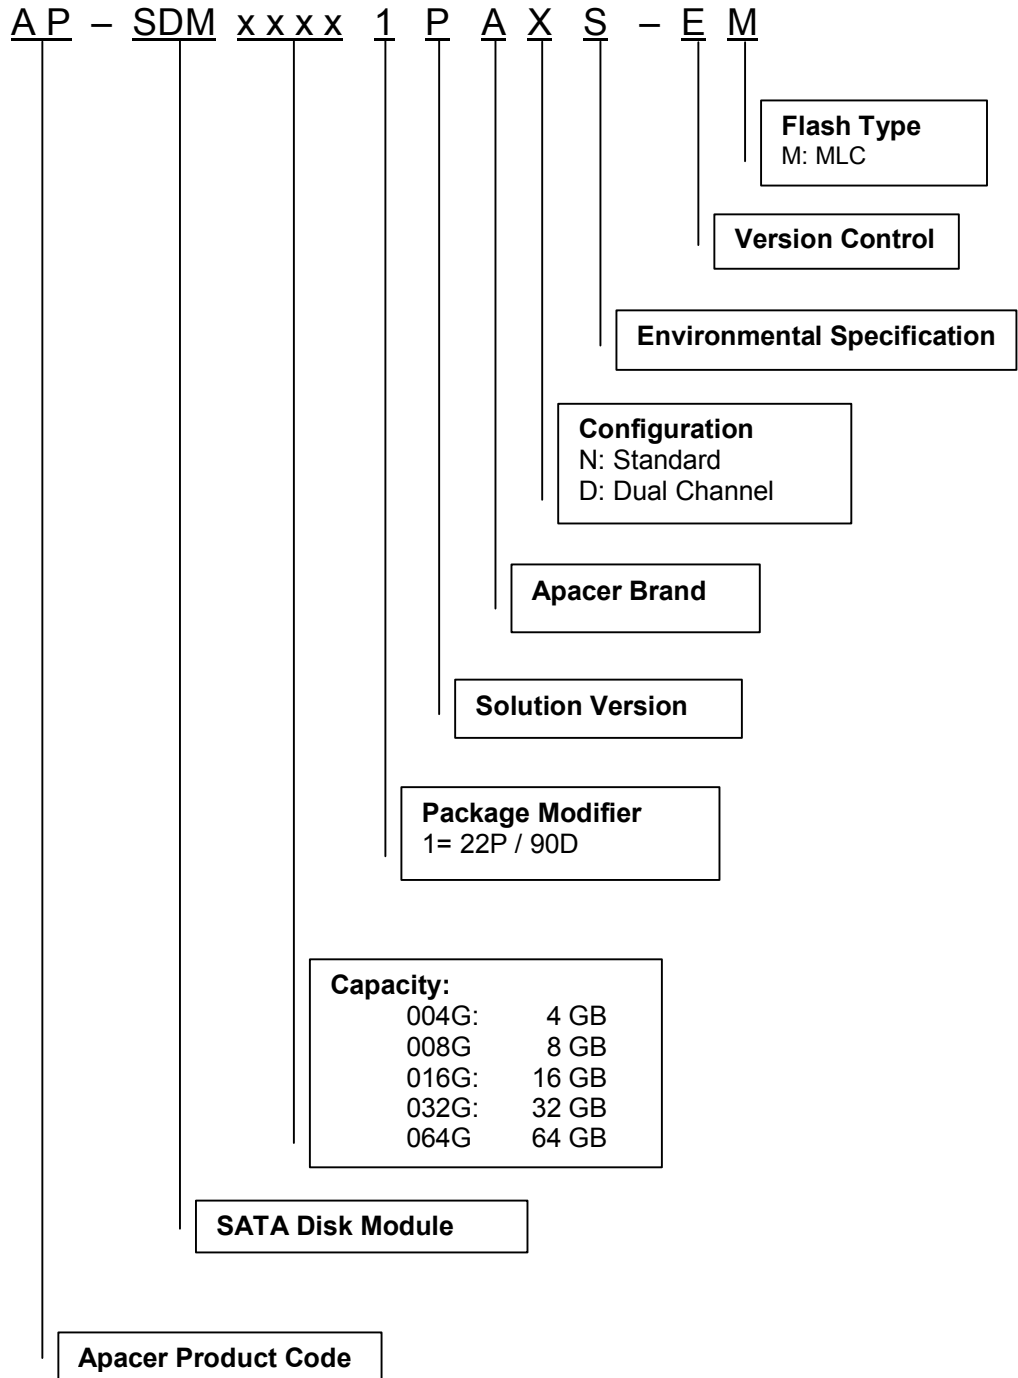 AP – SDM xxxx 1 P A X S – E M
Flash Type
M: MLC
Version Control
Environmental Specification
Configuration
N: Standard
D: Dual Channel
Apacer Brand
Solution Version
Package Modifier
1= 22P / 90D
Capacity:
004G: 4 GB
008G 8 GB
016G: 16 GB
032G: 32 GB
064G 64 GB
SATA Disk Module
Apacer Product Code